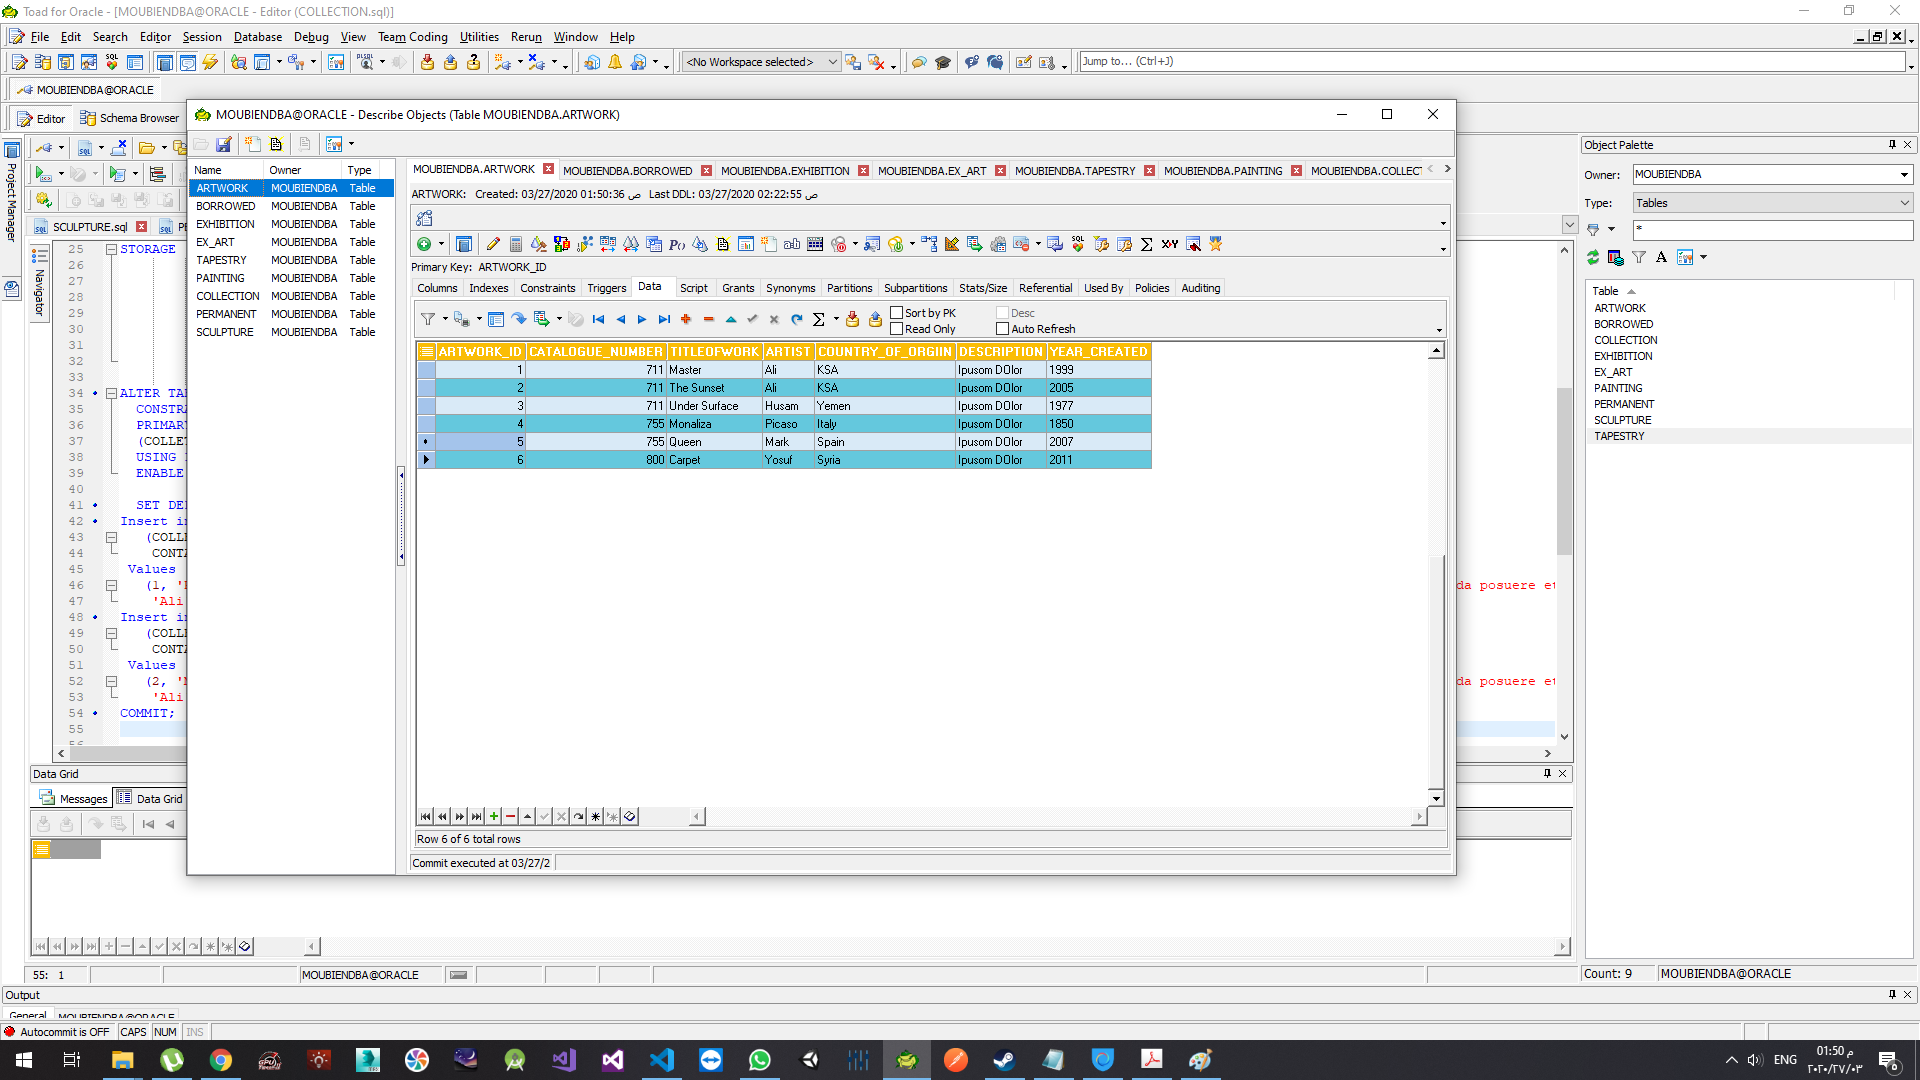 Toad for Oracle - [MOUBIENDBA@ORACLE - Editor (COLLECTION.sql)]
File Edit Search Editor Session Database Debug View Team Coding Utilities Rerun Window Help
<No Workspace selected>
Jump to... (Ctrl+J)
MOUBIENDBA@ORACLE
Editor Schema Browser
MOUBIENDBA@ORACLE - Describe Objects (Table MOUBIENDBA.ARTWORK)
Name Owner Type
ARTWORK MOUBIENDBA Table
BORROWED MOUBIENDBA Table
EXHIBITION MOUBIENDBA Table
EX_ART MOUBIENDBA Table
TAPESTRY MOUBIENDBA Table
PAINTING MOUBIENDBA Table
COLLECTION MOUBIENDBA Table
PERMANENT MOUBIENDBA Table
SCULPTURE MOUBIENDBA Table
MOUBIENDBA.ARTWORK MOUBIENDBA.BORROWED MOUBIENDBA.EXHIBITION MOUBIENDBA.EX_ART MOUBIENDBA.TAPESTRY MOUBIENDBA.PAINTING MOUBIENDBA.COLLECT
ARTWORK: Created: 03/27/2020 01:50:36 ص Last DDL: 03/27/2020 02:22:55 ص
Primary Key: ARTWORK_ID
Columns Indexes Constraints Triggers Data Script Grants Synonyms Partitions Subpartitions Stats/Size Referential Used By Policies Auditing
Sort by PK Desc
Read Only Auto Refresh
ARTWORK_ID CATALOGUE_NUMBER TITLEOFWORK ARTIST COUNTRY_OF_ORGIIN DESCRIPTION YEAR_CREATED
1 711 Master Ali KSA Ipusom DOlor 1999
2 711 The Sunset Ali KSA Ipusom DOlor 2005
3 711 Under Surface Husam Yemen Ipusom DOlor 1977
4 755 Monaliza Picaso Italy Ipusom DOlor 1850
5 755 Queen Mark Spain Ipusom DOlor 2007
6 800 Carpet Yosuf Syria Ipusom DOlor 2011
Row 6 of 6 total rows
Commit executed at 03/27/2
Project Manager
Navigator
SCULPTURE.sql PE
25 STORAGE
26
27
28
29
30
31
32
33
34 ALTER TAB
35 CONSTRA
36 PRIMARY
37 (COLLET
38 USING I
39 ENABLE
40
41 SET DEF
42 Insert in
43 (COLLE
44 CONTA
45 Values
46 (1, ' da posuere et
47 'Ali
48 Insert in
49 (COLLE
50 CONTA
51 Values
52 (2, ' da posuere et
53 'Ali
54 COMMIT;
55
56
Data Grid
Messages Data Grid
55: 1 MOUBIENDBA@ORACLE
Output
General MOUBIENDBA@ORACLE
Autocommit is OFF CAPS NUM INS
Object Palette
Owner: MOUBIENDBA
Type: Tables
*
Table
ARTWORK
BORROWED
COLLECTION
EXHIBITION
EX_ART
PAINTING
PERMANENT
SCULPTURE
TAPESTRY
Count: 9 MOUBIENDBA@ORACLE
ENG
01:50 م
٢٠٢٠/٢٧/٠٣